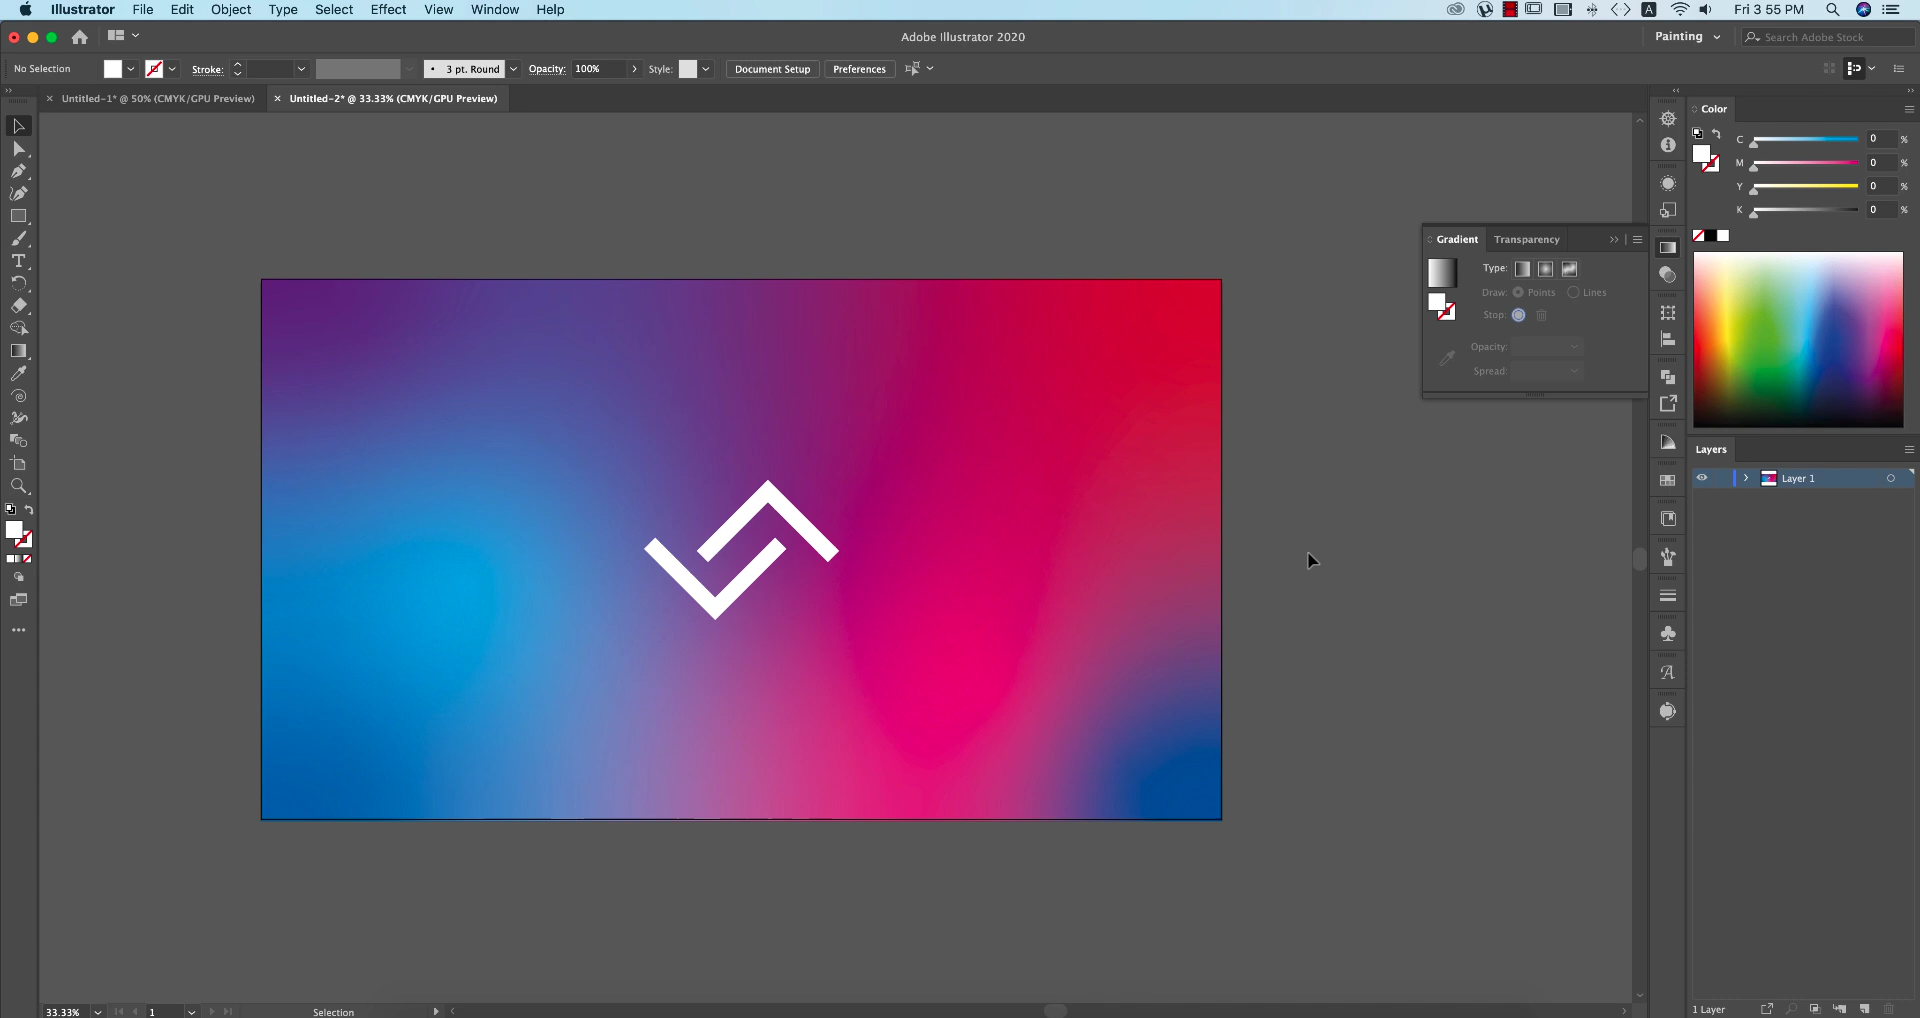 Illustrator File Edit Object Type Select Effect View Window Help
A Fri 3 55 PM
Adobe Illustrator 2020
Painting
Search Adobe Stock
No Selection Stroke: 3 pt. Round Opacity: 100% Style: Document Setup Preferences
Untitled-1* @ 50% (CMYK/GPU Preview) Untitled-2* @ 33.33% (CMYK/GPU Preview)
Color
C 0 %
M 0 %
Y 0 %
K 0 %
Gradient Transparency
Type:
Draw: Points Lines
Stop:
Opacity:
Spread:
Layers
Layer 1
33.33% 1 Selection
1 Layer